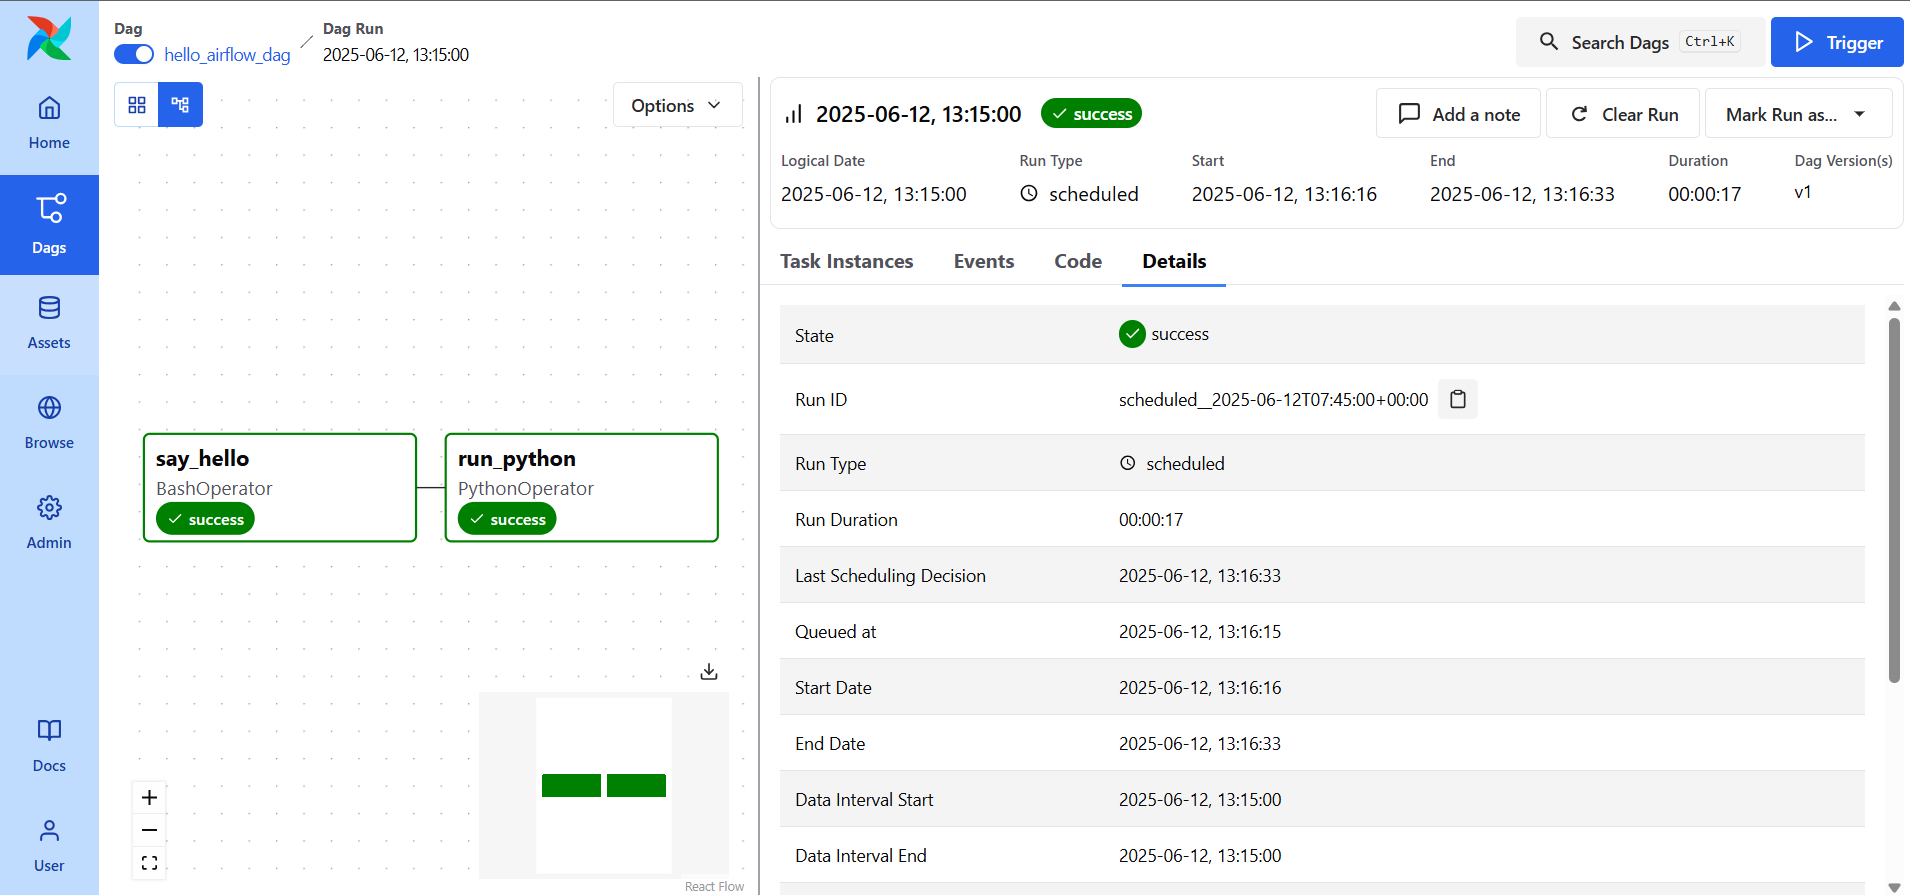 Dag
hello_airflow_dag
Dag Run
2025-06-12, 13:15:00
Search Dags Ctrl+K
Trigger
Home
Dags
Assets
Browse
Admin
Docs
User
Options
say_hello
BashOperator
success
run_python
PythonOperator
success
React Flow
2025-06-12, 13:15:00 success
Add a note
Clear Run
Mark Run as...
Logical Date Run Type Start End Duration Dag Version(s)
2025-06-12, 13:15:00 scheduled 2025-06-12, 13:16:16 2025-06-12, 13:16:33 00:00:17 v1
Task Instances Events Code Details
State success
Run ID scheduled__2025-06-12T07:45:00+00:00
Run Type scheduled
Run Duration 00:00:17
Last Scheduling Decision 2025-06-12, 13:16:33
Queued at 2025-06-12, 13:16:15
Start Date 2025-06-12, 13:16:16
End Date 2025-06-12, 13:16:33
Data Interval Start 2025-06-12, 13:15:00
Data Interval End 2025-06-12, 13:15:00